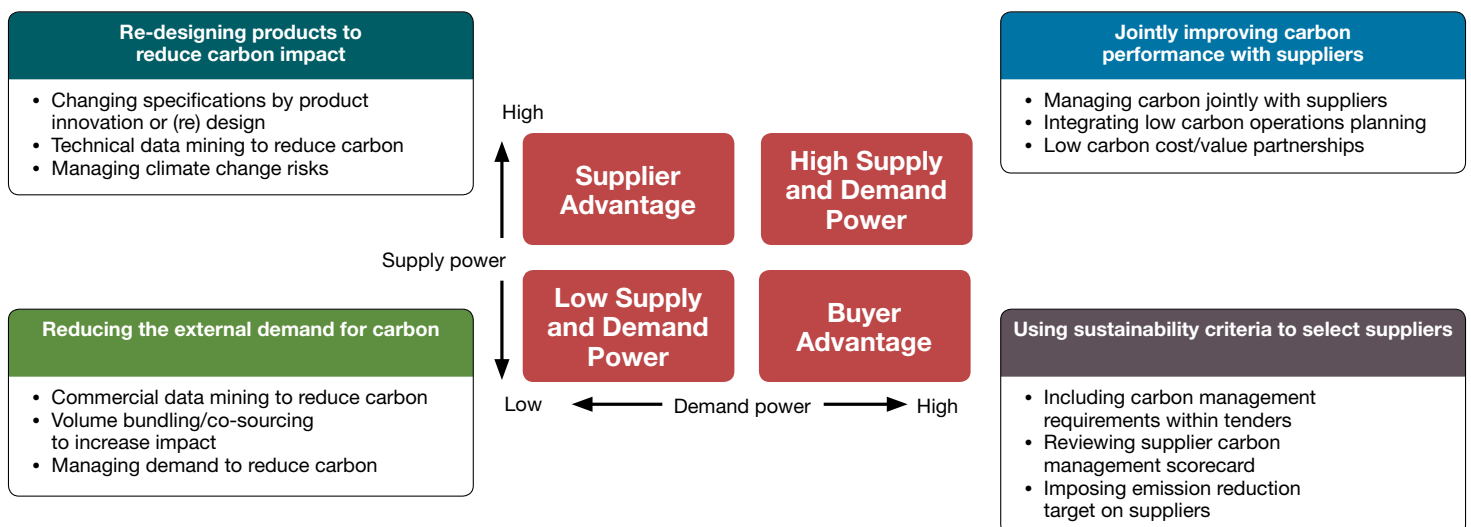 Re-designing products to
reduce carbon impact
• Changing specifications by product
innovation or (re) design
• Technical data mining to reduce carbon
• Managing climate change risks
Jointly improving carbon
performance with suppliers
• Managing carbon jointly with suppliers
• Integrating low carbon operations planning
• Low carbon cost/value partnerships
High
Supplier
Advantage
High Supply
and Demand
Power
Supply power
Low Supply
and Demand
Power
Buyer
Advantage
Low
Demand power
High
Reducing the external demand for carbon
• Commercial data mining to reduce carbon
• Volume bundling/co-sourcing
to increase impact
• Managing demand to reduce carbon
Using sustainability criteria to select suppliers
• Including carbon management
requirements within tenders
• Reviewing supplier carbon
management scorecard
• Imposing emission reduction
target on suppliers